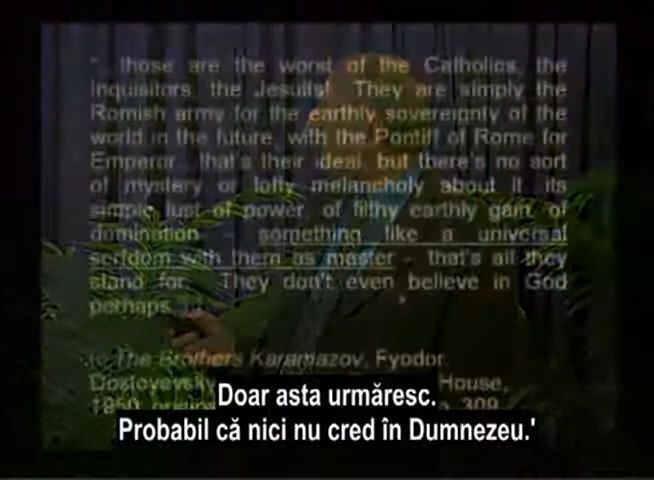 ". those are the worst of the Catholics, the
Inquisitors, the Jesuits! They are simply the
Romish army for the earthly sovereignty of the
world in the future, with the Pontiff of Rome for
Emperor. that's their ideal, but there's no sort
of mystery or lofty melancholy about it its
simple lust of power, of filthy earthly gain, of
domination something like a universal
serfdom with them as master - that's all they
stand for. They don't even believe in God
perhaps.
The Brothers Karamazov, Fyodor
Dostoyevsky House,
1950, 309
Doar asta urmăresc.
Probabil că nici nu cred în Dumnezeu.'